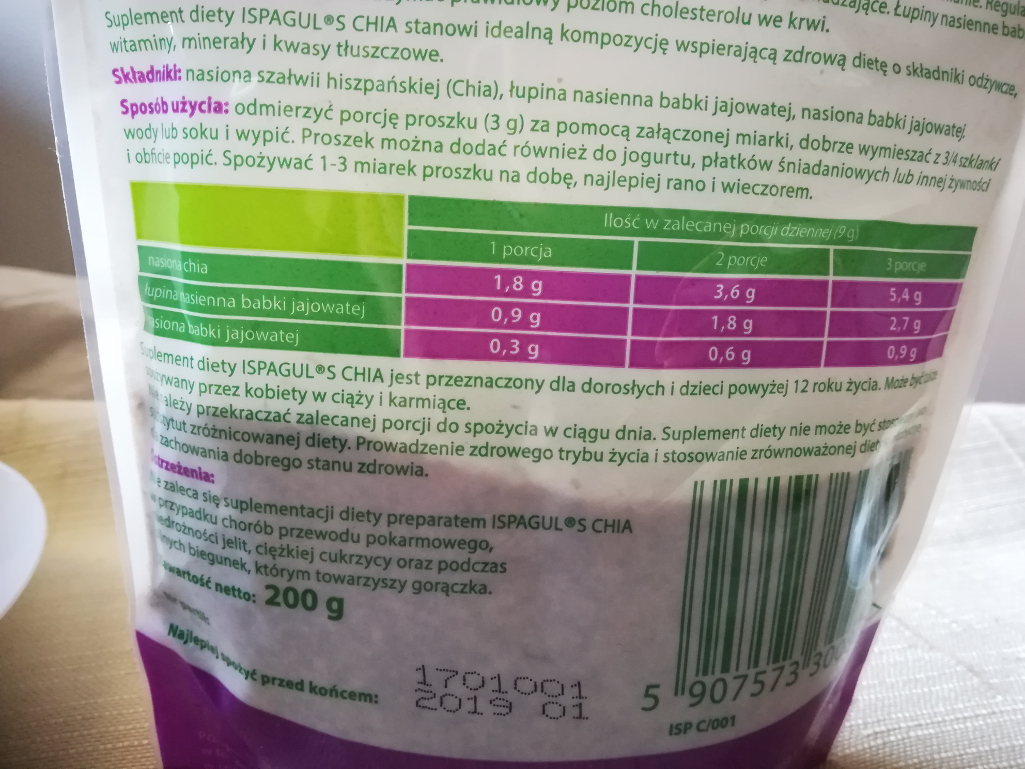 poziom cholesterolu we krwi.
Łupiny nasienne
Suplement diety ISPAGUL®S CHIA stanowi idealną kompozycję wspierającą zdrową dietę o składniki odżywcze,
witaminy, minerały i kwasy tłuszczowe.
Składniki: nasiona szałwii hiszpańskiej (Chia), łupina nasienna babki jajowatej, nasiona babki jajowatej.
Sposób użycia: odmierzyć porcję proszku (3 g) za pomocą załączonej miarki, dobrze wymieszać z 3/4 szklanki
wody lub soku i wypić. Proszek można dodać również do jogurtu, płatków śniadaniowych lub innej żywności
i obficie popić. Spożywać 1-3 miarek proszku na dobę, najlepiej rano i wieczorem.
Ilość w zalecanej porcji dziennej (9 g)
1 porcja 2 porcje 3 porcje
nasiona chia 1,8 g 3,6 g 5,4 g
łupina nasienna babki jajowatej 0,9 g 1,8 g 2,7 g
babki jajowatej 0,3 g 0,6 g 0,9 g
diety ISPAGUL®S CHIA jest przeznaczony dla dorosłych i dzieci powyżej 12 roku życia. Może być
przez kobiety w ciąży i karmiące.
przekraczać zalecanej porcji do spożycia w ciągu dnia. Suplement diety nie może być
zróżnicowanej diety. Prowadzenie zdrowego trybu życia i stosowanie zrównoważonej
zachowania dobrego stanu zdrowia.
zaleca się suplementacji diety preparatem ISPAGUL®S CHIA
przypadku chorób przewodu pokarmowego,
jelit, ciężkiej cukrzycy oraz podczas
biegunek, którym towarzyszy gorączka.
netto: 200 g
Najlepiej spożyć przed końcem:
1701001
2019 01
5 907573
ISP C/001